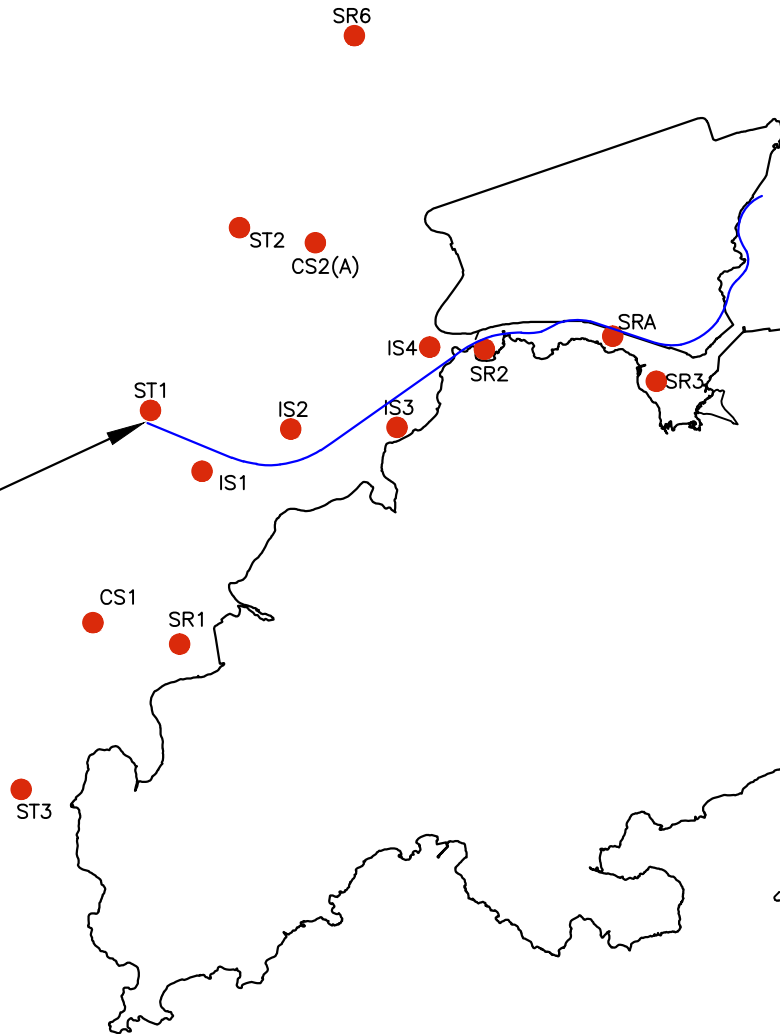 SR6
ST2
CS2(A)
SRA
IS4
SR2
SR3
ST1
IS2
IS3
IS1
CS1
SR1
ST3